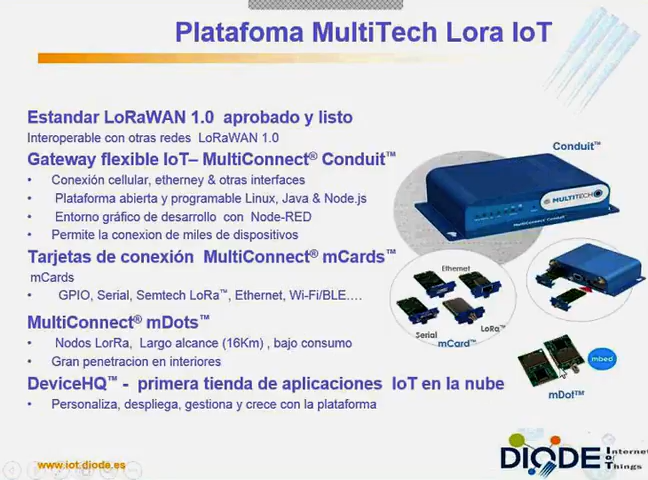 Platafoma MultiTech Lora IoT
Estandar LoRaWAN 1.0 aprobado y listo
Interoperable con otras redes LoRaWAN 1.0
Gateway flexible IoT– MultiConnect® Conduit™
• Conexión cellular, etherney & otras interfaces
• Plataforma abierta y programable Linux, Java & Node.js
• Entorno gráfico de desarrollo con Node-RED
• Permite la conexion de miles de dispositivos
Tarjetas de conexión MultiConnect® mCards™
mCards
• GPIO, Serial, Semtech LoRa™, Ethernet, Wi-Fi/BLE….
MultiConnect® mDots™
• Nodos LorRa, Largo alcance (16Km) , bajo consumo
• Gran penetracion en interiores
DeviceHQ™ - primera tienda de aplicaciones IoT en la nube
• Personaliza, despliega, gestiona y crece con la plataforma
Conduit™
MULTITECH
MultiConnect® Conduit™
Ethernet
Serial
LoRa™
mCard™
mbed
mDot™
www.iot.diode.es
DIODE Internet of Things